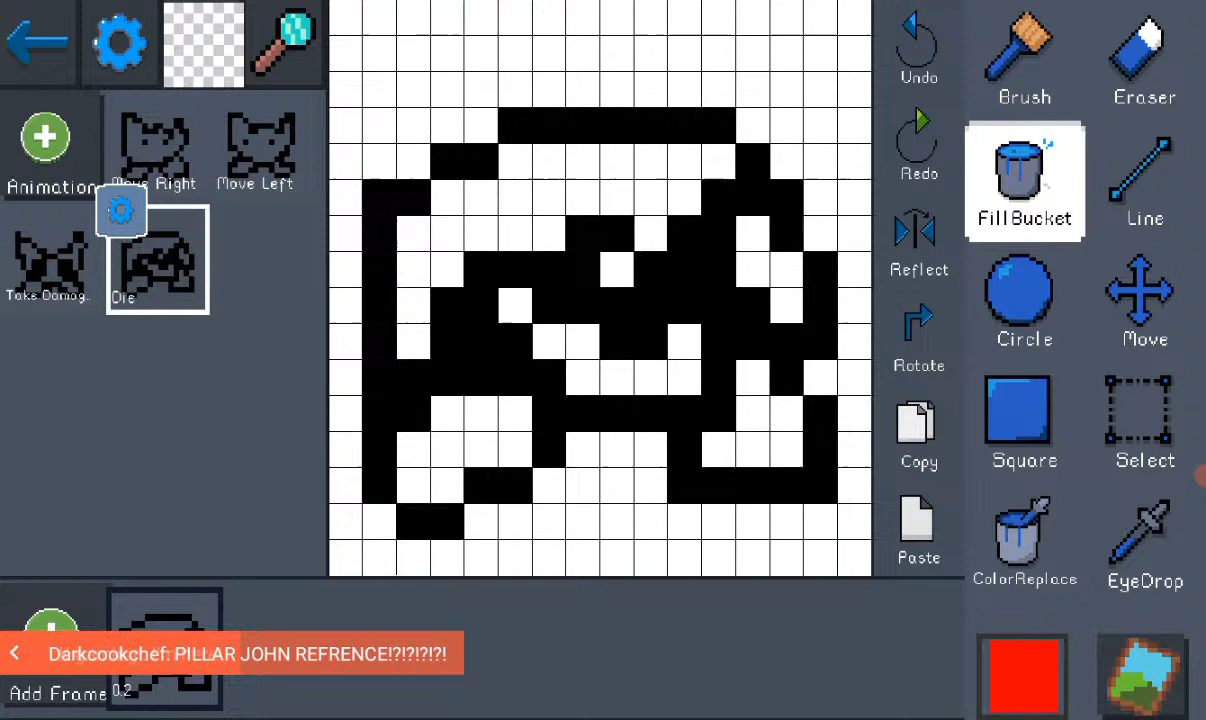 Undo
Brush
Eraser
Animation
Move Right
Move Left
Redo
Fill Bucket
Line
Take Damag..
Die
Reflect
Circle
Move
Rotate
Copy
Square
Select
Paste
ColorReplace
EyeDrop
Darkcookchef: PILLAR JOHN REFRENCE!?!?!?!?!
Add Frame
0.2